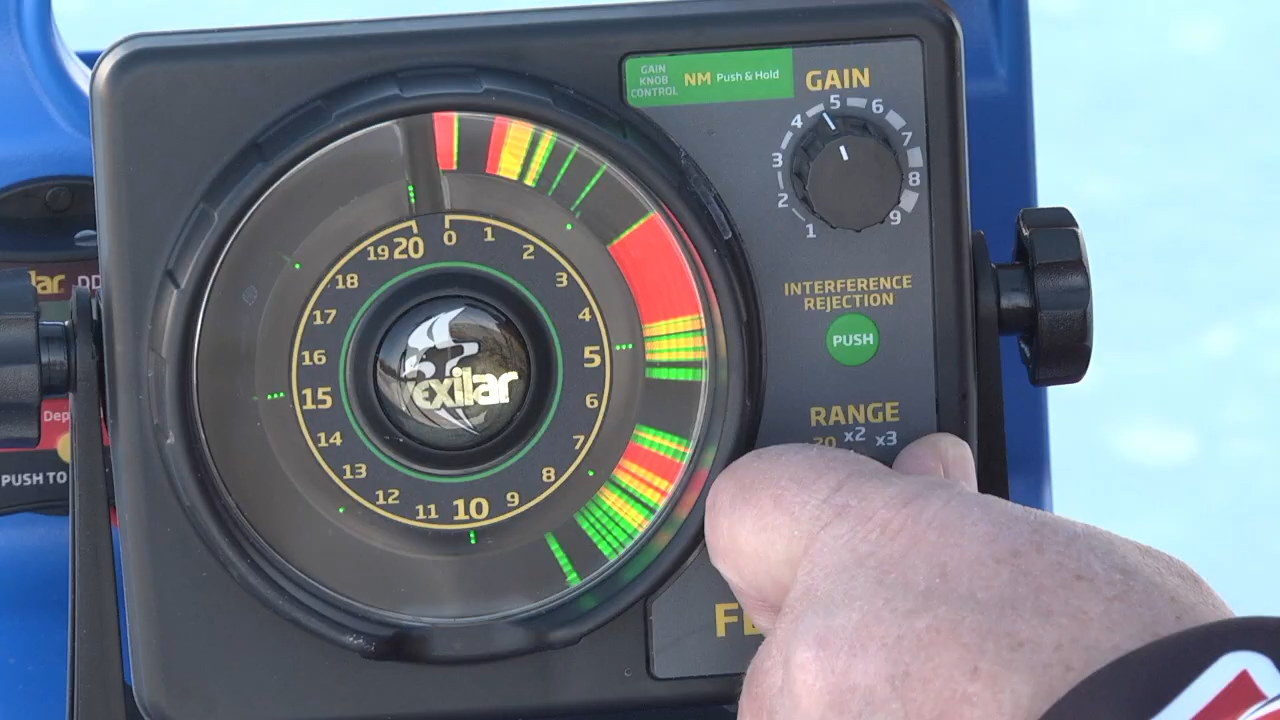 GAIN
KNOB
CONTROL
NM Push & Hold
GAIN
1 2 3 4 5 6 7 8 9
INTERFERENCE
REJECTION
PUSH
RANGE
20 x2 x3
0 1 2 3 4 5 6 7 8 9 10 11 12 13 14 15 16 17 18 19 20
vexilar
PUSH TO